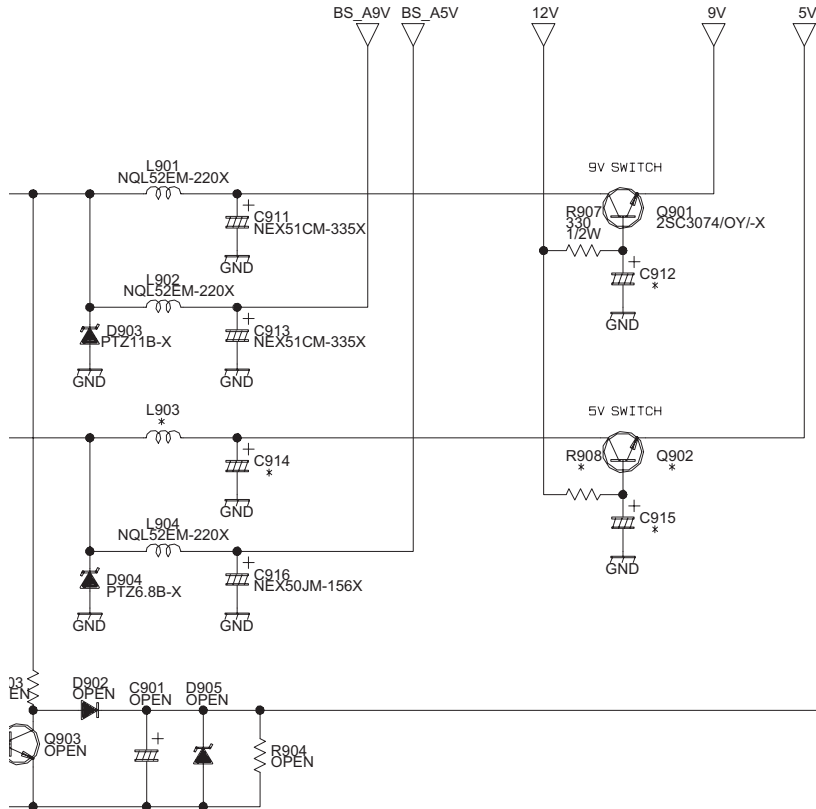 BS_A9V BS_A5V 12V 9V 5V
9V SWITCH
L901
NQL52EM-220X
C911
NEX51CM-335X
GND
R907
330
1/2W
Q901
2SC3074/OY/-X
C912
*
GND
L902
NQL52EM-220X
C913
NEX51CM-335X
GND
D903
PTZ11B-X
GND
5V SWITCH
L903
*
C914
*
GND
R908
*
Q902
*
C915
*
GND
L904
NQL52EM-220X
C916
NEX50JM-156X
GND
D904
PTZ6.8B-X
GND
D902
OPEN
C901
OPEN
D905
OPEN
Q903
OPEN
R904
OPEN